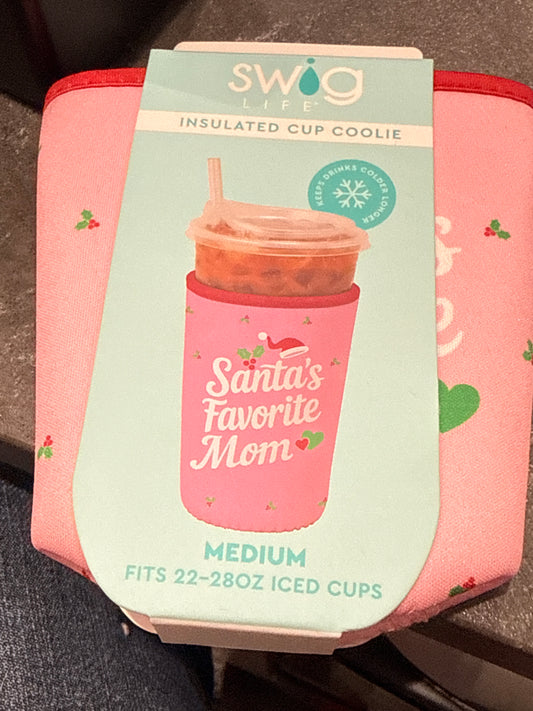 swig
LIFE
INSULATED CUP COOLIE
KEEPS DRINKS COLDER LONGER
Santa's
Favorite
Mom
MEDIUM
FITS 22-28OZ ICED CUPS